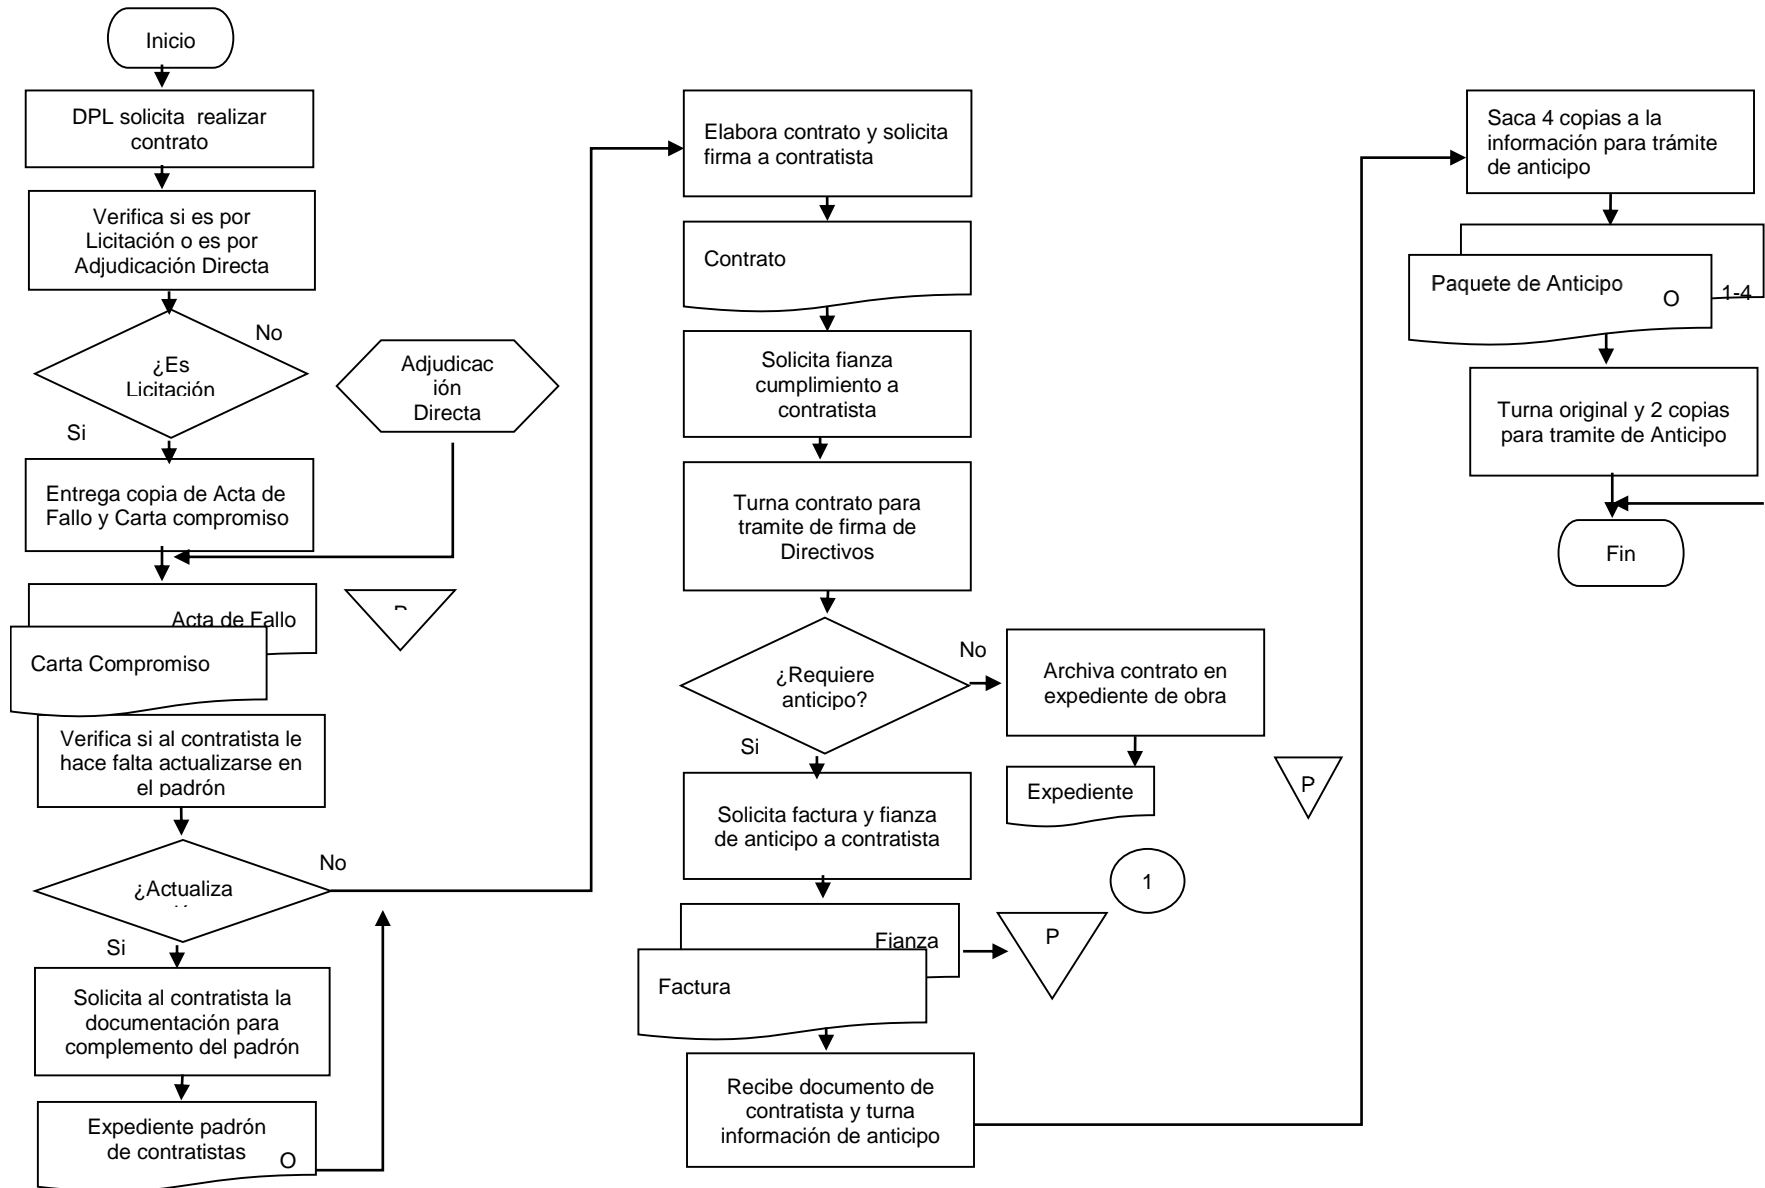 Inicio
DPL solicita realizar
contrato
Verifica si es por
Licitación o es por
Adjudicación Directa
No
¿Es
Licitación
Si
Adjudicac
ión
Directa
Entrega copia de Acta de
Fallo y Carta compromiso
Acta de Fallo
Carta Compromiso
Verifica si al contratista le
hace falta actualizarse en
el padrón
No
¿Actualiza
Si
Solicita al contratista la
documentación para
complemento del padrón
Expediente padrón
de contratistas
O
Elabora contrato y solicita
firma a contratista
Contrato
Solicita fianza
cumplimiento a
contratista
Turna contrato para
tramite de firma de
Directivos
¿Requiere
anticipo?
No
Si
Archiva contrato en
expediente de obra
Expediente
P
Solicita factura y fianza
de anticipo a contratista
1
Fianza
P
Factura
Recibe documento de
contratista y turna
información de anticipo
Saca 4 copias a la
información para trámite
de anticipo
Paquete de Anticipo
O
1-4
Turna original y 2 copias
para tramite de Anticipo
Fin